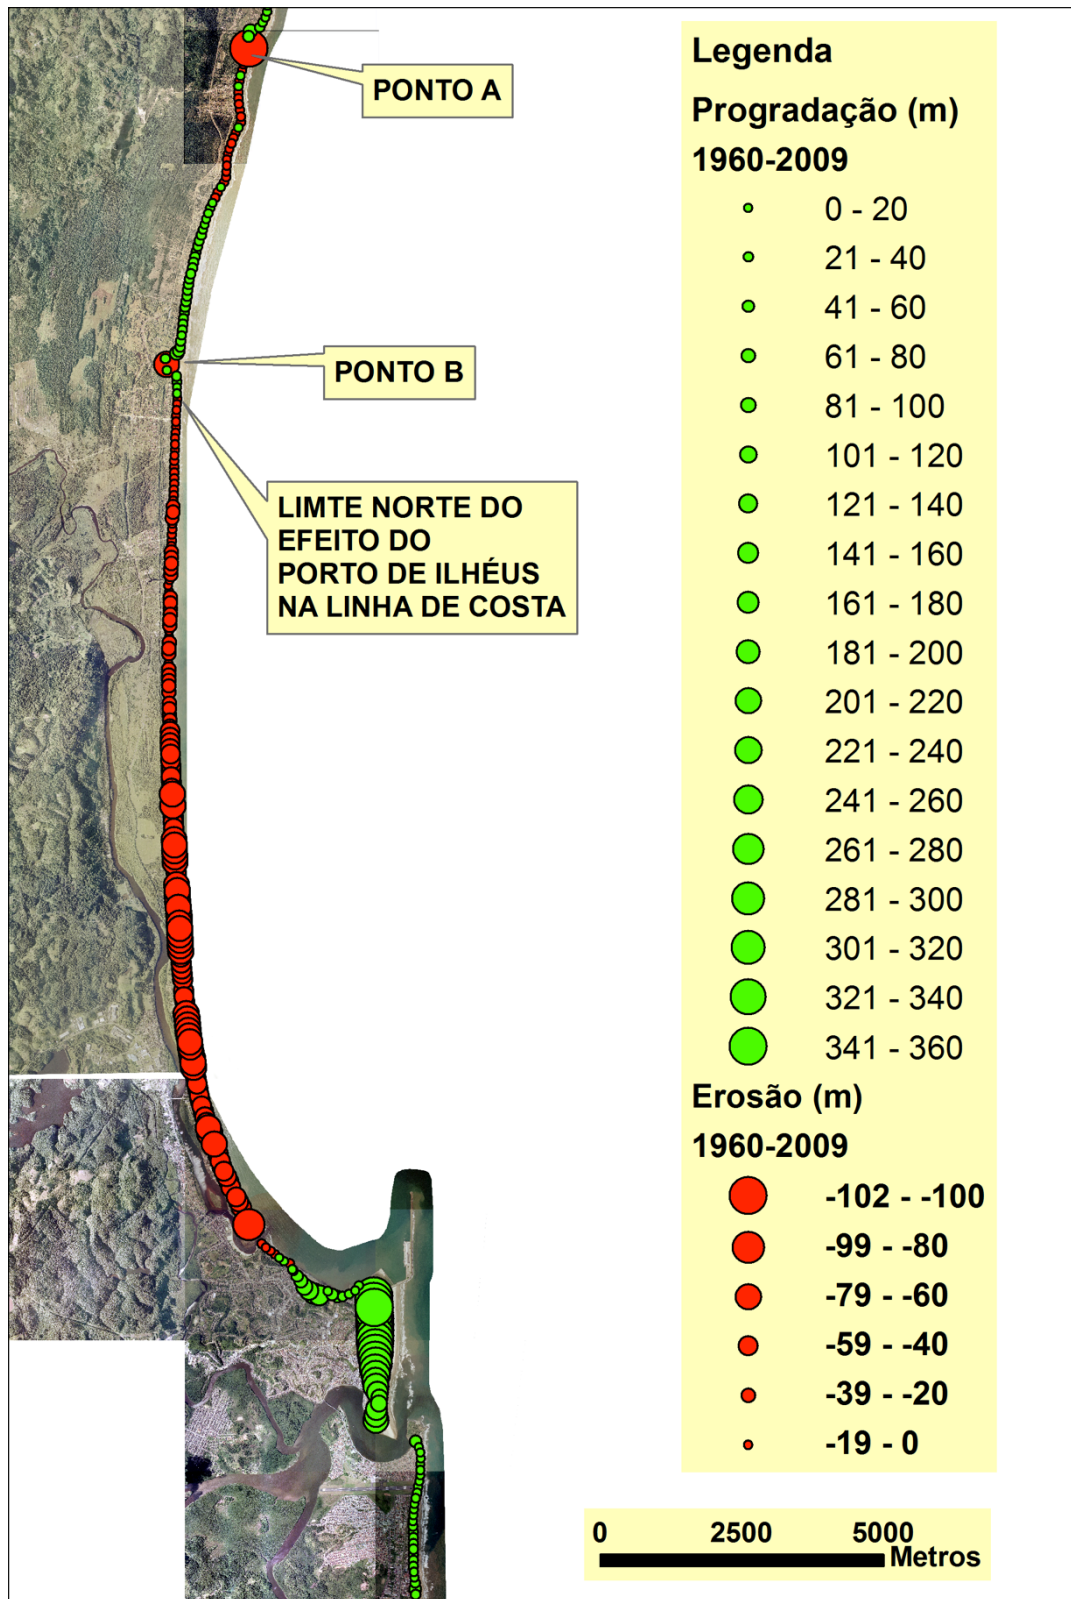 PONTO A
PONTO B
LIMTE NORTE DO
EFEITO DO
PORTO DE ILHÉUS
NA LINHA DE COSTA
Legenda
Progradação (m)
1960-2009
0 - 20
21 - 40
41 - 60
61 - 80
81 - 100
101 - 120
121 - 140
141 - 160
161 - 180
181 - 200
201 - 220
221 - 240
241 - 260
261 - 280
281 - 300
301 - 320
321 - 340
341 - 360
Erosão (m)
1960-2009
-102 - -100
-99 - -80
-79 - -60
-59 - -40
-39 - -20
-19 - 0
0 2500 5000
Metros